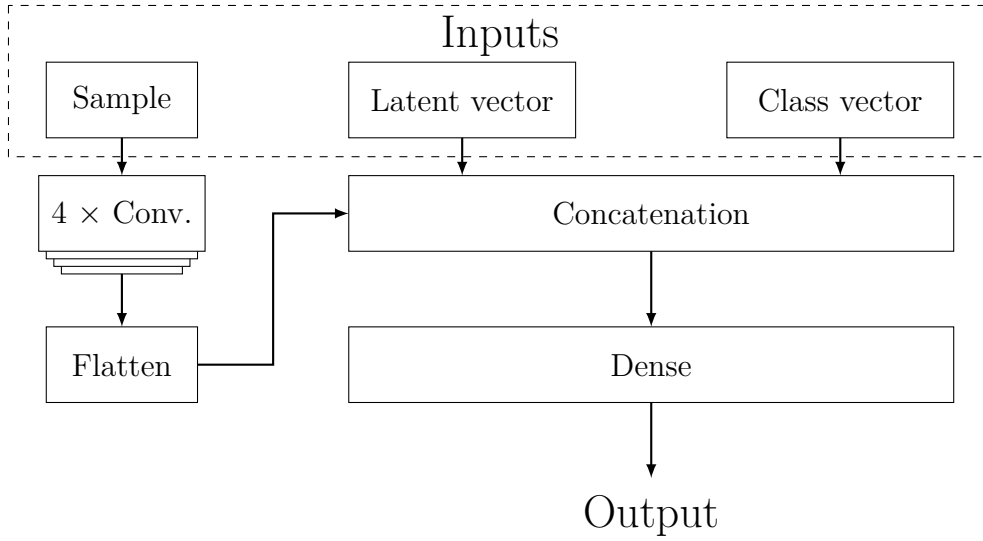 Inputs
Sample
Latent vector
Class vector
4 × Conv.
Concatenation
Flatten
Dense
Output